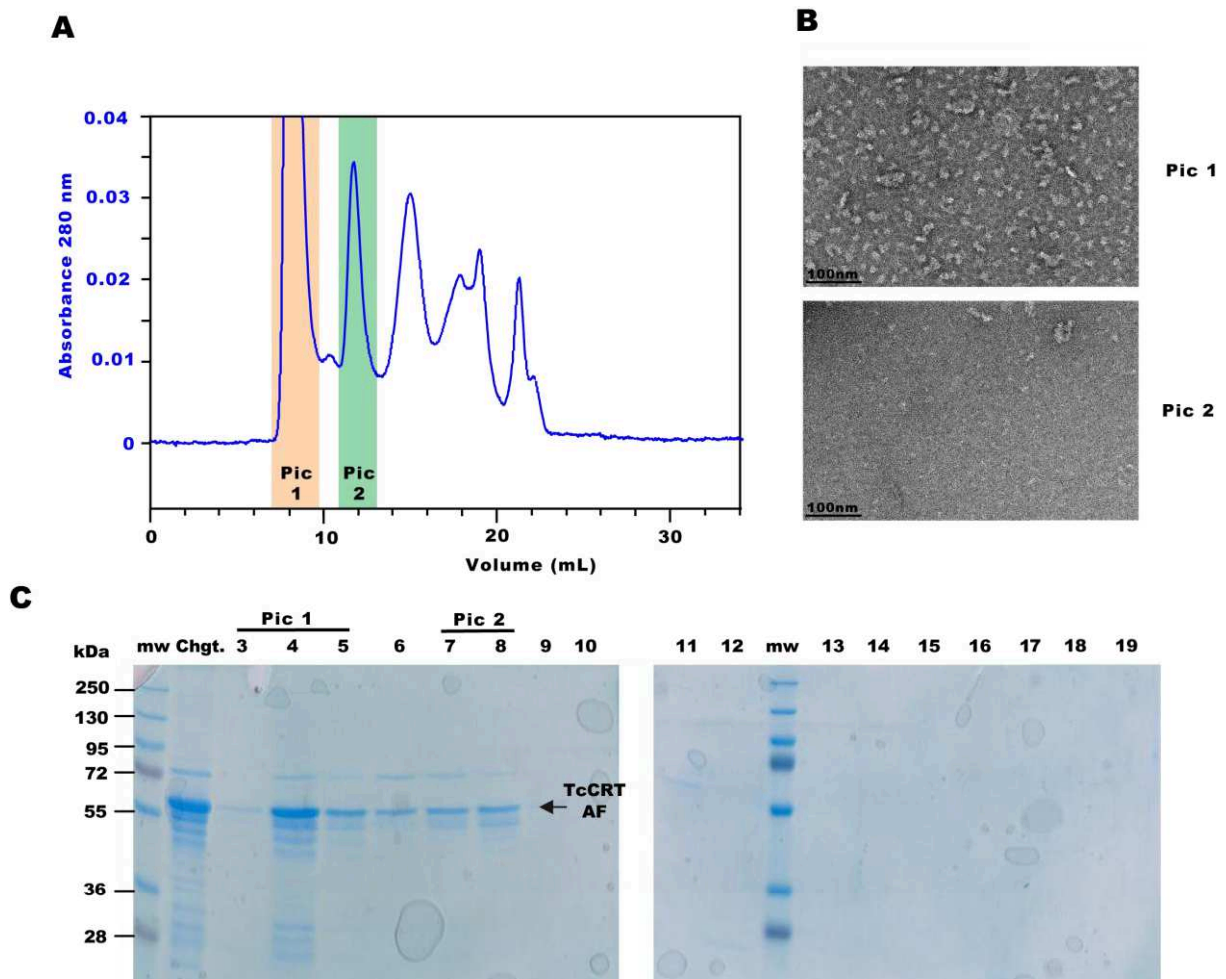 A
Absorbance 280 nm
0.04
0.03
0.02
0.01
0
Pic 1
Pic 2
0 10 20 30
Volume (mL)
B
Pic 1
100nm
Pic 2
100nm
C
Pic 1 Pic 2
kDa mw Chgt. 3 4 5 6 7 8 9 10 11 12 mw 13 14 15 16 17 18 19
250
130
95
72
55
36
28
TcCRT
AF